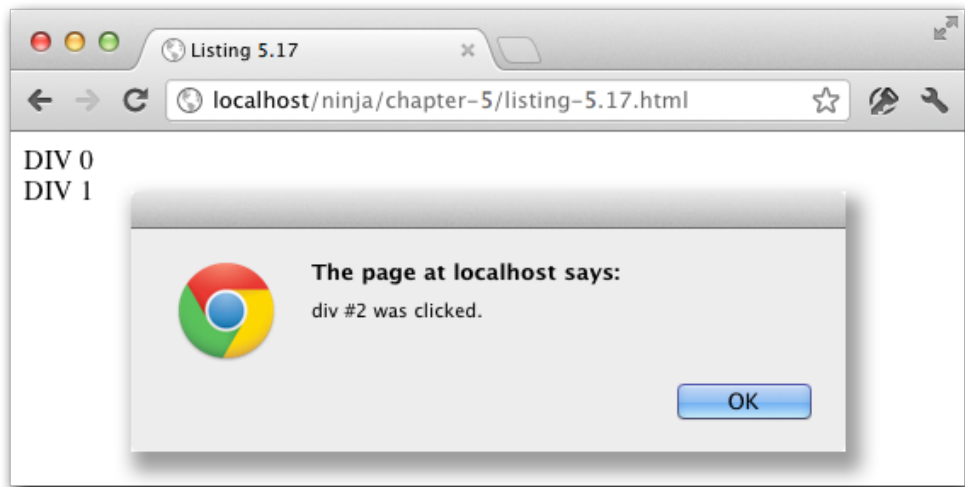 Listing 5.17
localhost/ninja/chapter-5/listing-5.17.html
DIV 0
DIV 1
The page at localhost says:
div #2 was clicked.
OK